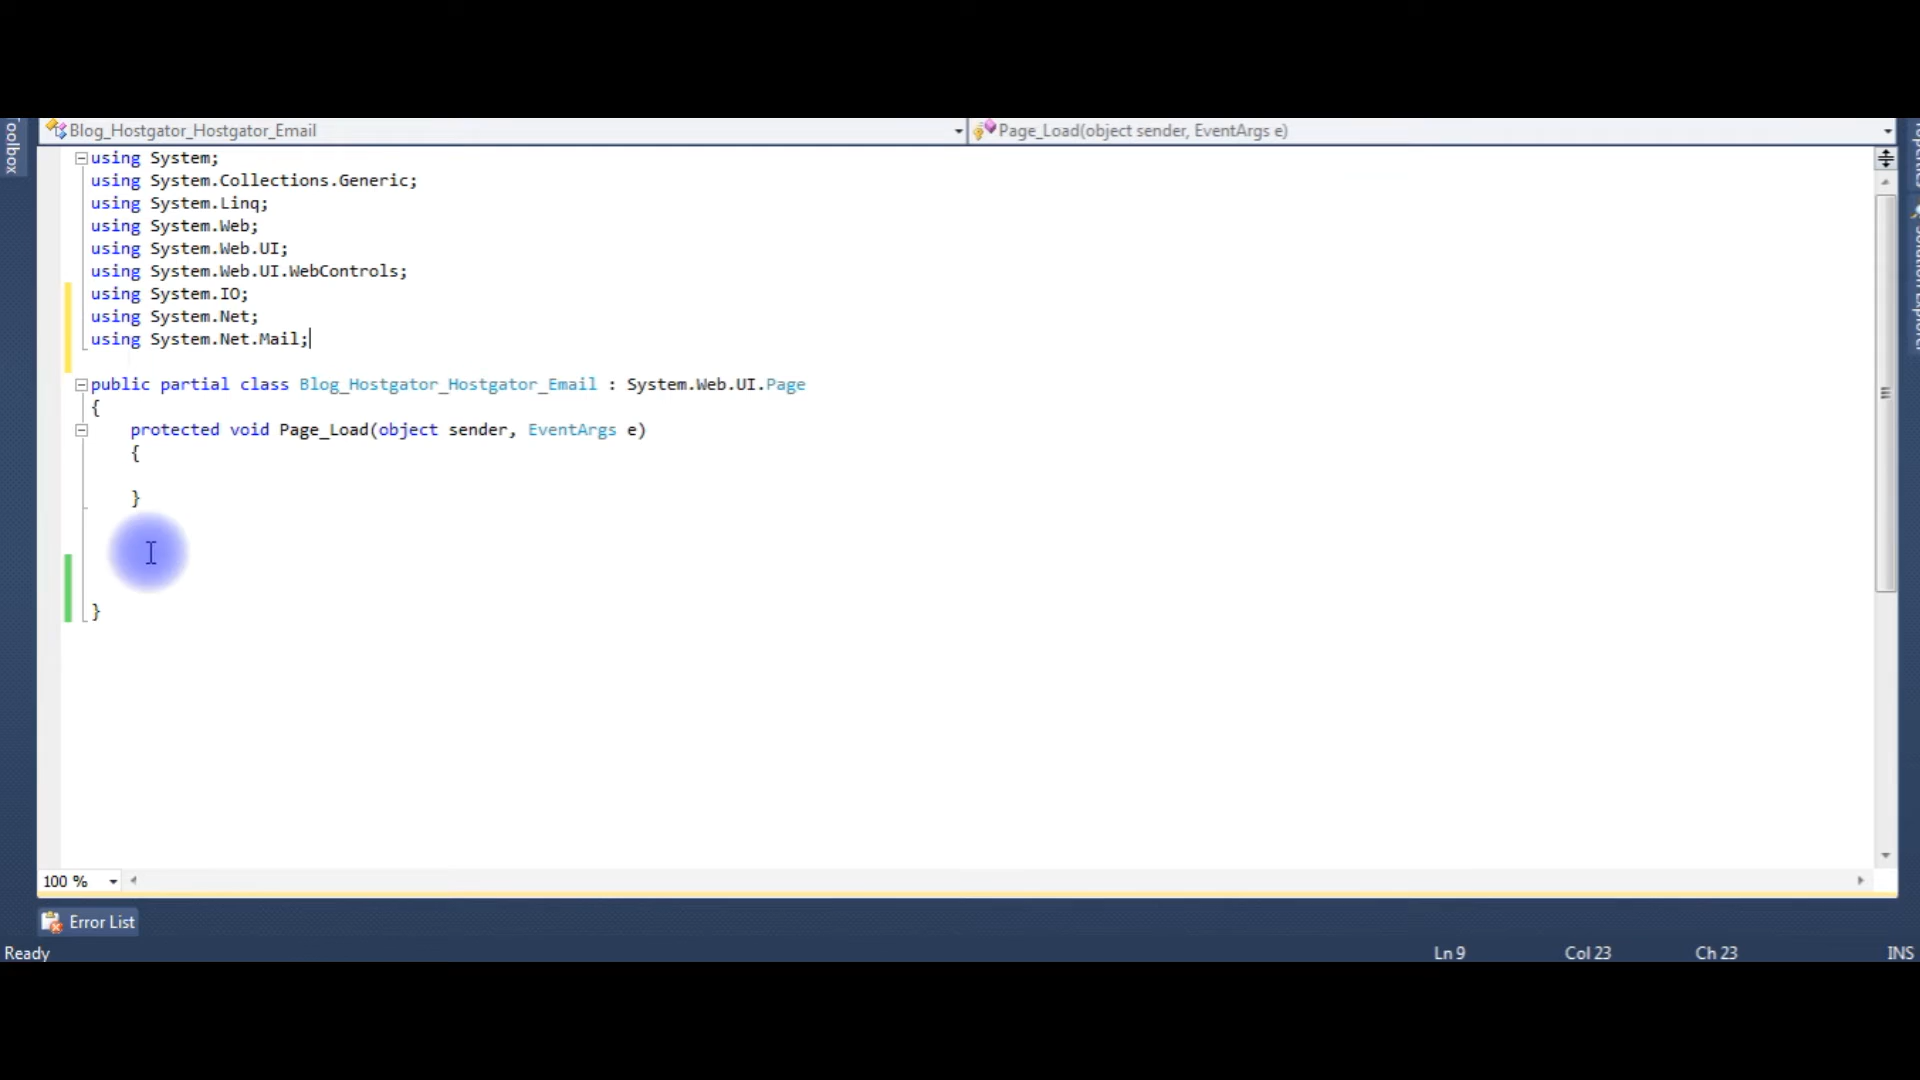 Toolbox
Blog_Hostgator_Hostgator_Email
Page_Load(object sender, EventArgs e)
using System;
using System.Collections.Generic;
using System.Linq;
using System.Web;
using System.Web.UI;
using System.Web.UI.WebControls;
using System.IO;
using System.Net;
using System.Net.Mail;
public partial class Blog_Hostgator_Hostgator_Email : System.Web.UI.Page
{
protected void Page_Load(object sender, EventArgs e)
{
}
}
Solution Explorer
100 %
Error List
Ready
Ln 9
Col 23
Ch 23
INS